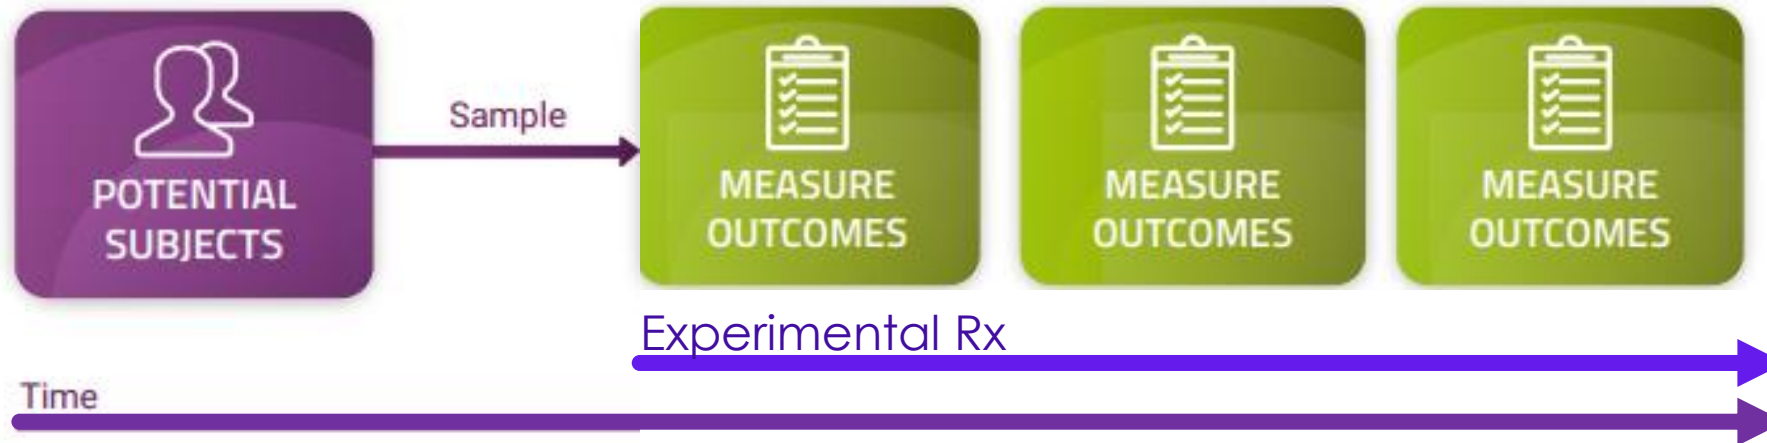 POTENTIAL
SUBJECTS
Sample
MEASURE
OUTCOMES
MEASURE
OUTCOMES
MEASURE
OUTCOMES
Experimental Rx
Time